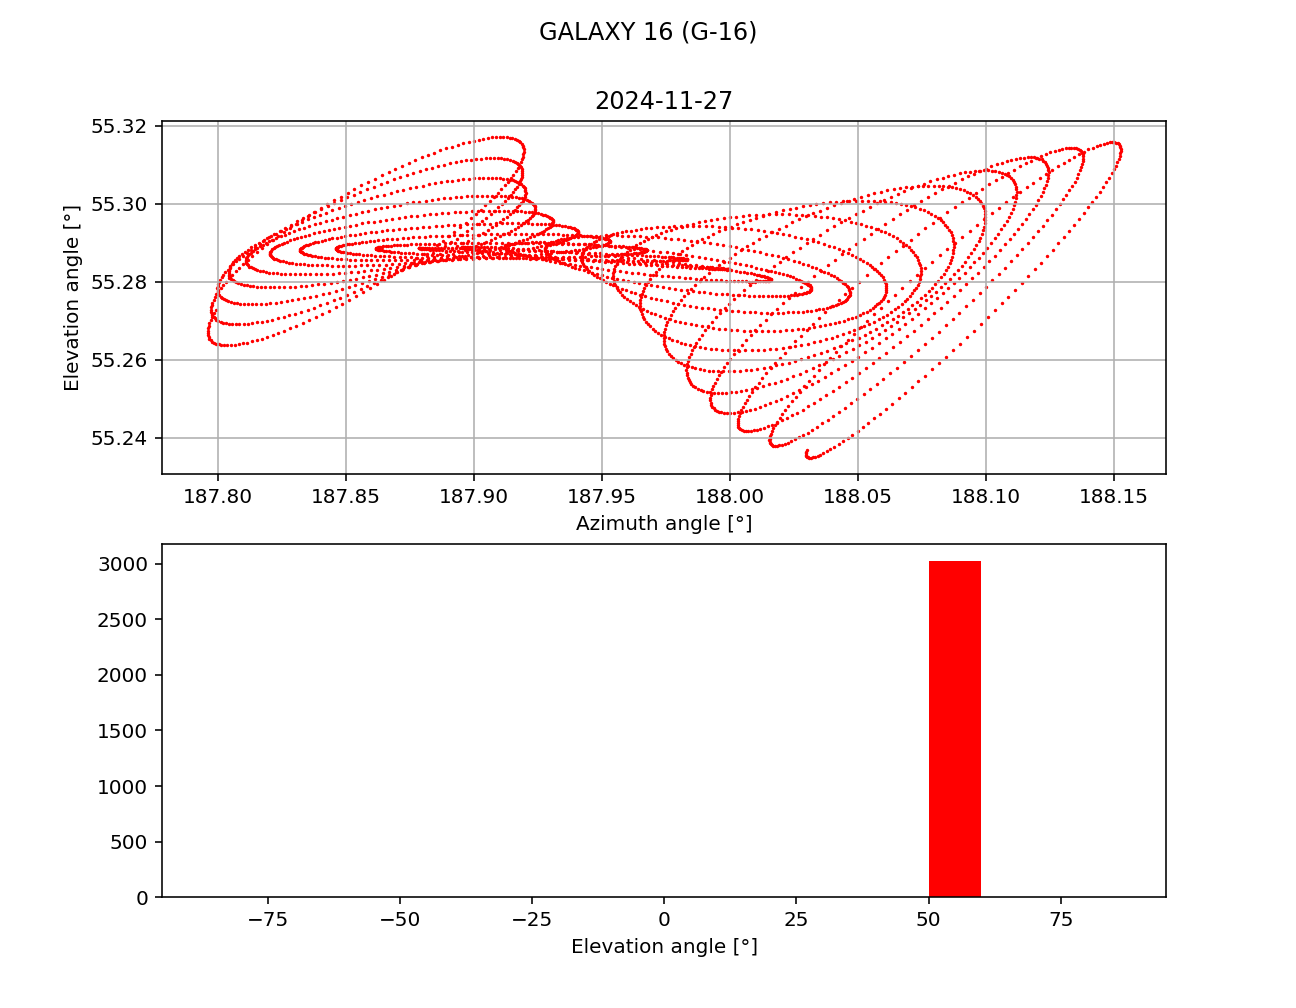 GALAXY 16 (G-16)
2024-11-27
55.32
55.30
55.28
55.26
55.24
Elevation angle [°]
187.80 187.85 187.90 187.95 188.00 188.05 188.10 188.15
Azimuth angle [°]
3000
2500
2000
1500
1000
500
0
−75 −50 −25 0 25 50 75
Elevation angle [°]